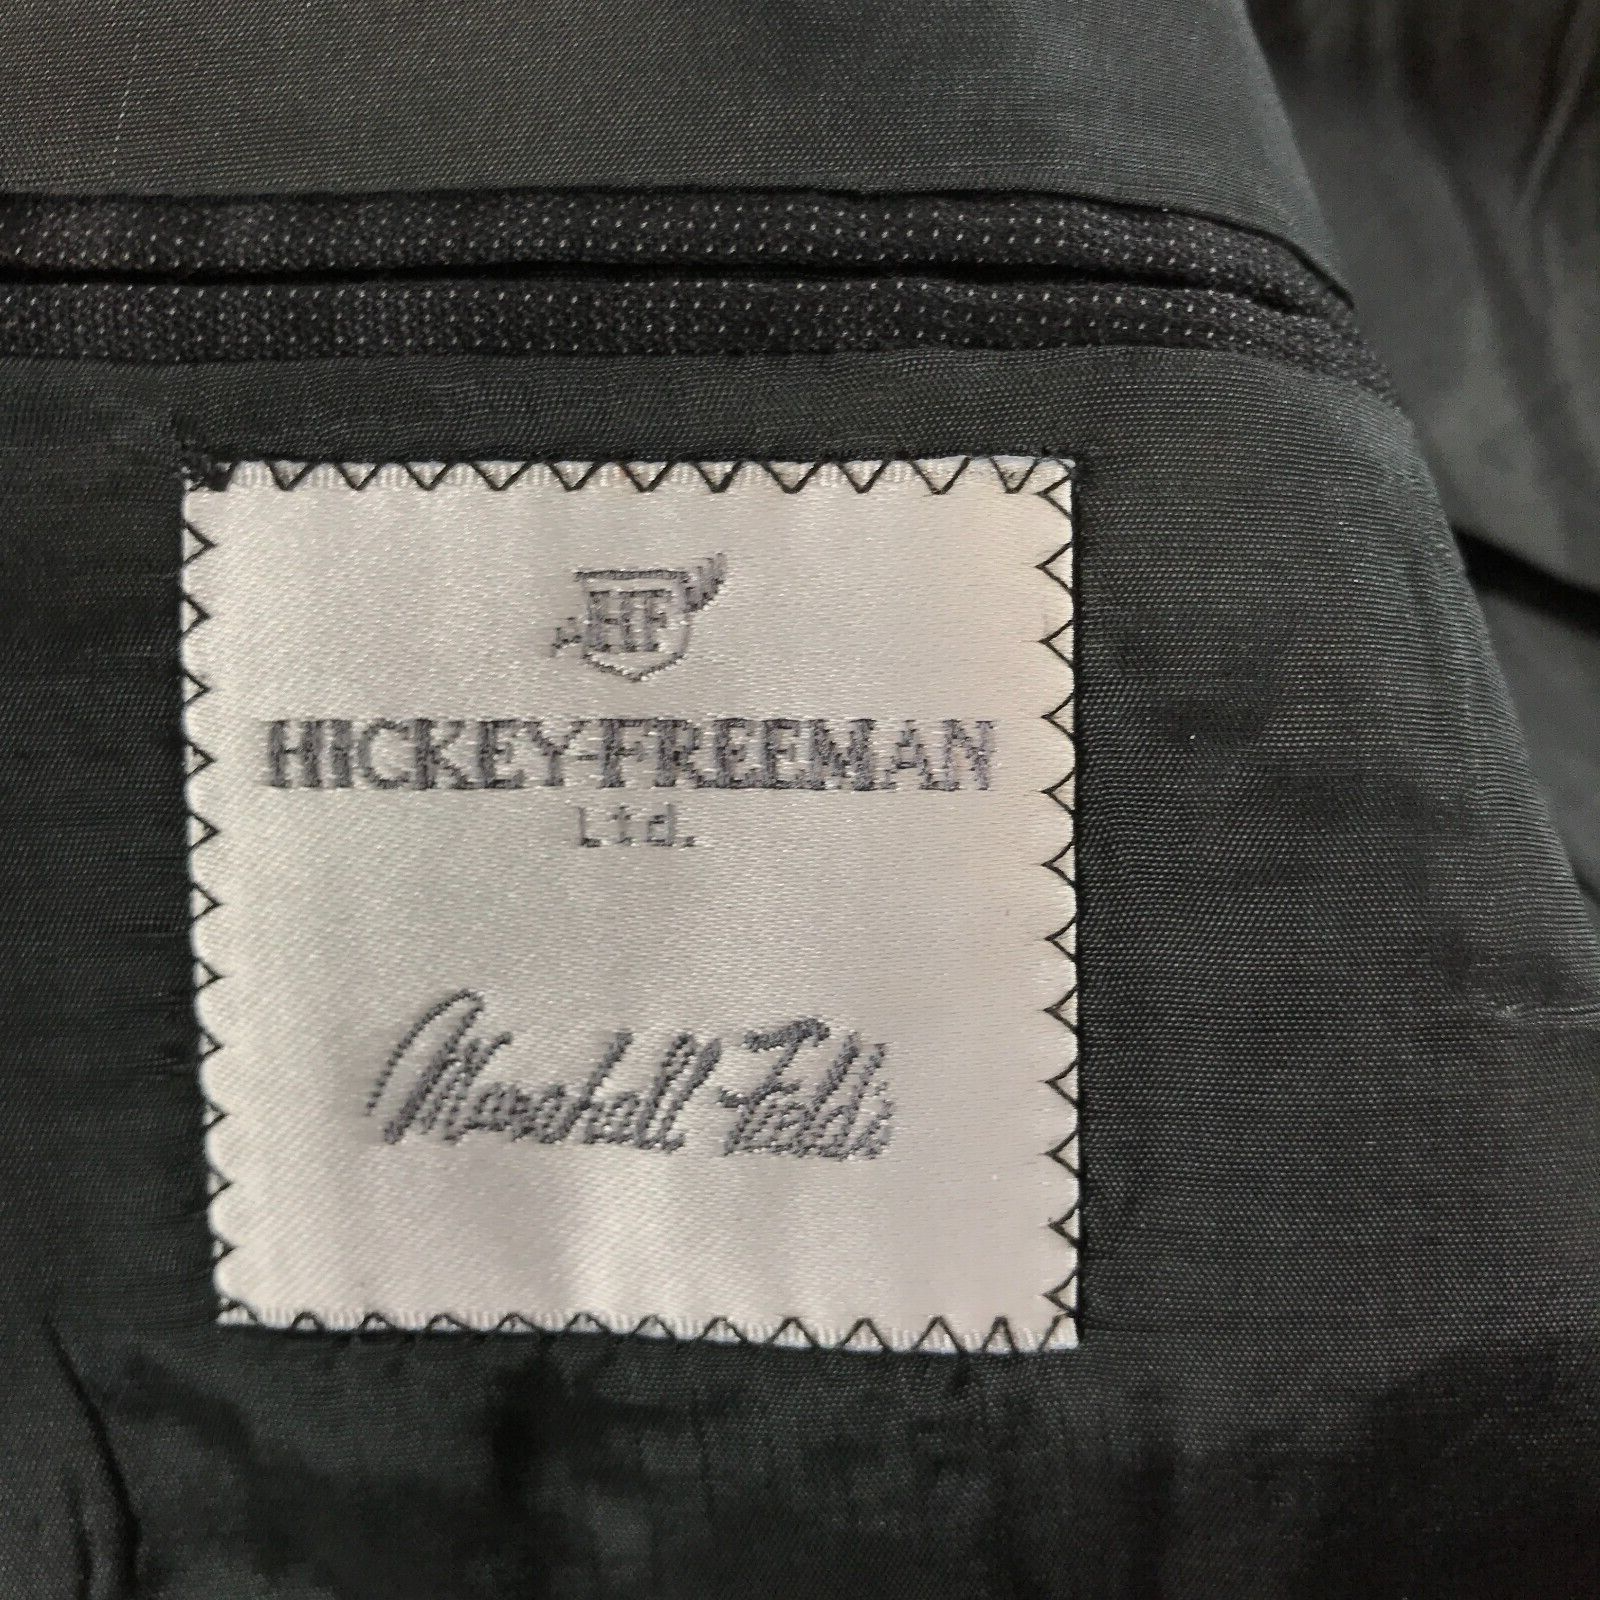 HF
HICKEY-FREEMAN
Ltd.
Marshall Field's